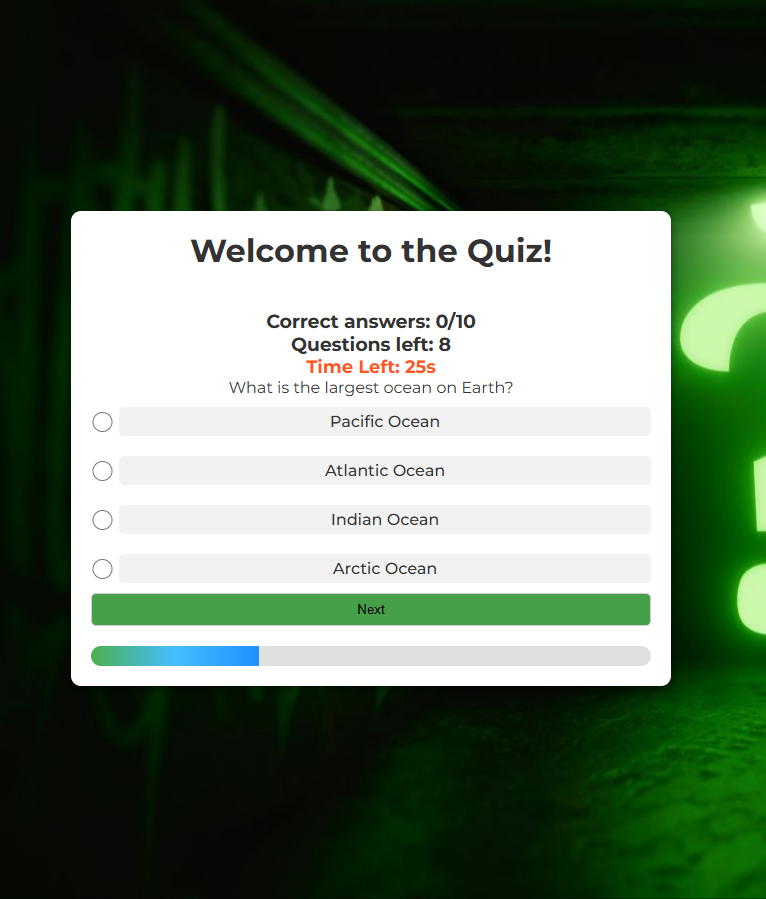 Welcome to the Quiz!
Correct answers: 0/10
Questions left: 8
Time Left: 25s
What is the largest ocean on Earth?
Pacific Ocean
Atlantic Ocean
Indian Ocean
Arctic Ocean
Next